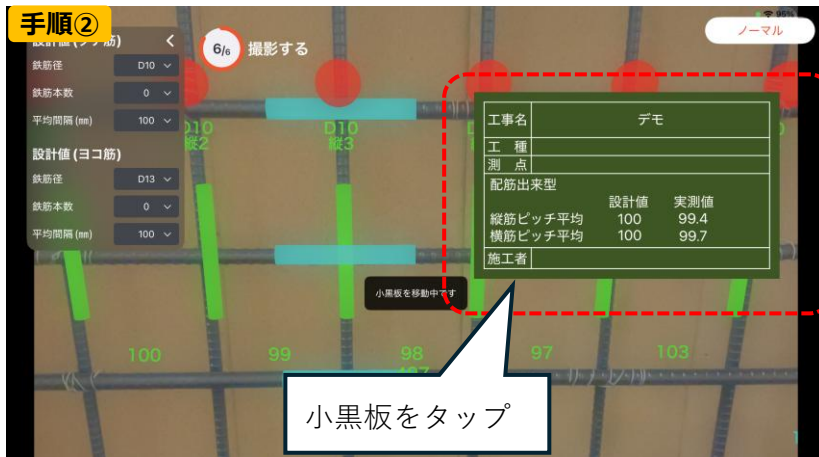 手順②
設計値 (タテ筋)
鉄筋径 D10
鉄筋本数 0
平均間隔 (mm) 100
設計値 (ヨコ筋)
鉄筋径 D13
鉄筋本数 0
平均間隔 (mm) 100
6/6 撮影する
96%
ノーマル
D10
縦2
D10
縦3
工事名 デモ
工 種
測 点
配筋出来型
設計値 実測値
縦筋ピッチ平均 100 99.4
横筋ピッチ平均 100 99.7
施工者
小黒板を移動中です
100 99 98 97 103
小黒板をタップ